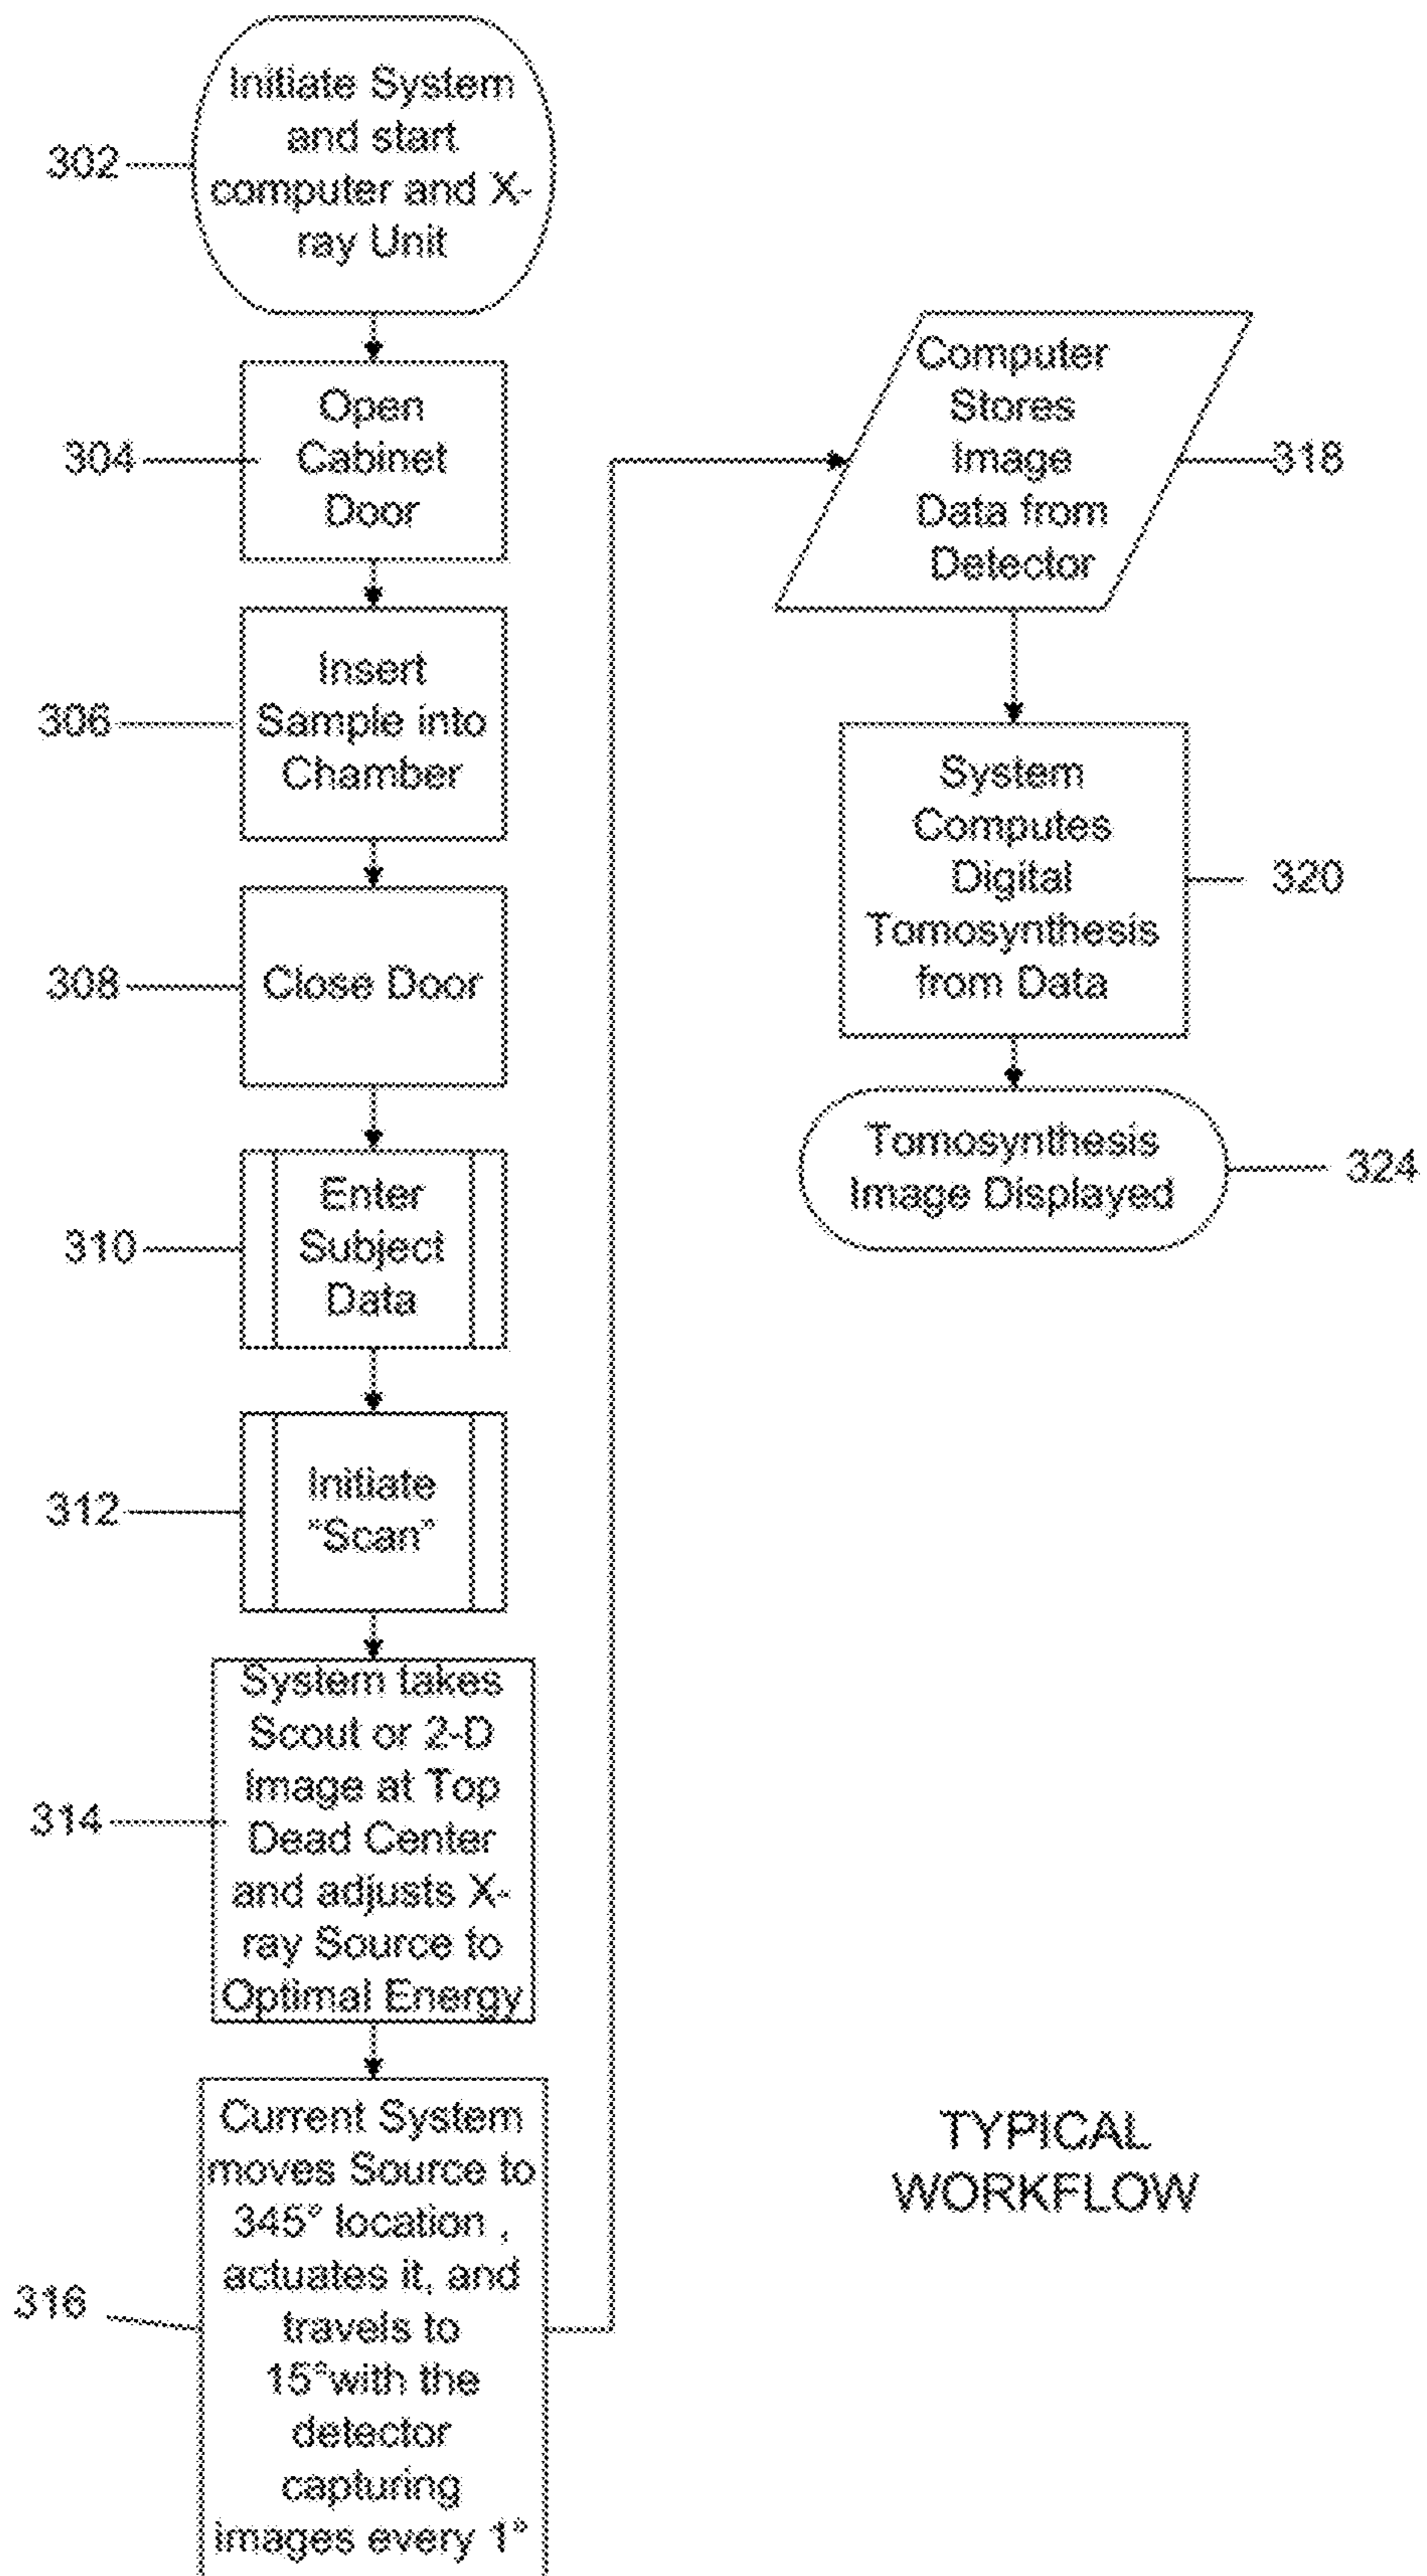 302
Initiate System
and start
computer and X-
ray Unit
304
Open
Cabinet
Door
306
Insert
Sample into
Chamber
308
Close Door
310
Enter
Subject
Data
312
Initiate
“Scan”
314
System takes
Scout or 2-D
image at Top
Dead Center
and adjusts X-
ray Source to
Optimal Energy
316
Current System
moves Source to
345° location ,
actuates it, and
travels to
15°with the
detector
capturing
images every 1°
Computer
Stores
Image
Data from
Detector
318
System
Computes
Digital
Tomosynthesis
from Data
320
Tomosynthesis
Image Displayed
324
TYPICAL
WORKFLOW